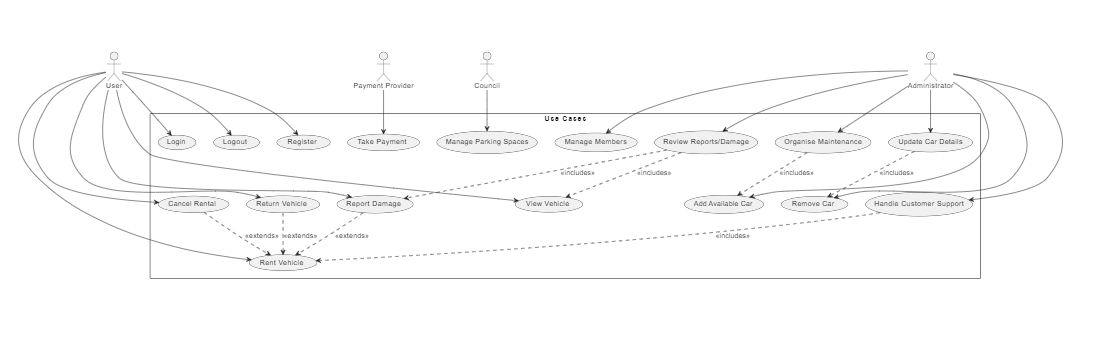 User
Payment Provider
Council
Administrator
Use Cases
Login
Logout
Register
Take Payment
Manage Parking Spaces
Manage Members
Review Reports/Damage
Organise Maintenance
Update Car Details
«includes»
«includes»
«includes»
«includes»
Cancel Rental
Return Vehicle
Report Damage
View Vehicle
Add Available Car
Remove Car
Handle Customer Support
«extends»
«extends»
«extends»
«includes»
Rent Vehicle